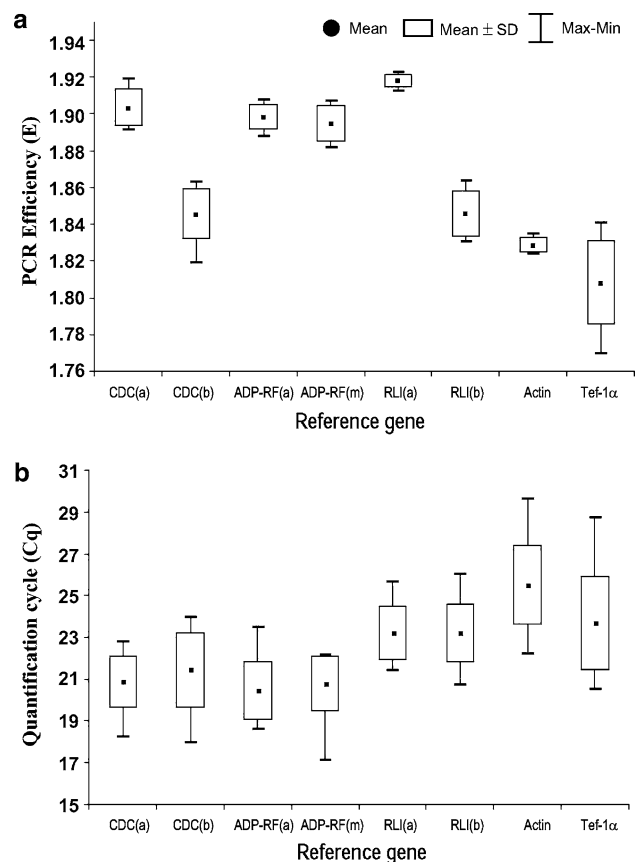 a
Mean
Mean ± SD
Max-Min
PCR Efficiency (E)
1.94
1.92
1.90
1.88
1.86
1.84
1.82
1.80
1.78
1.76
CDC(a) CDC(b) ADP-RF(a) ADP-RF(m) RLI(a) RLI(b) Actin Tef-1α
Reference gene
b
Quantification cycle (Cq)
31
29
27
25
23
21
19
17
15
CDC(a) CDC(b) ADP-RF(a) ADP-RF(m) RLI(a) RLI(b) Actin Tef-1α
Reference gene